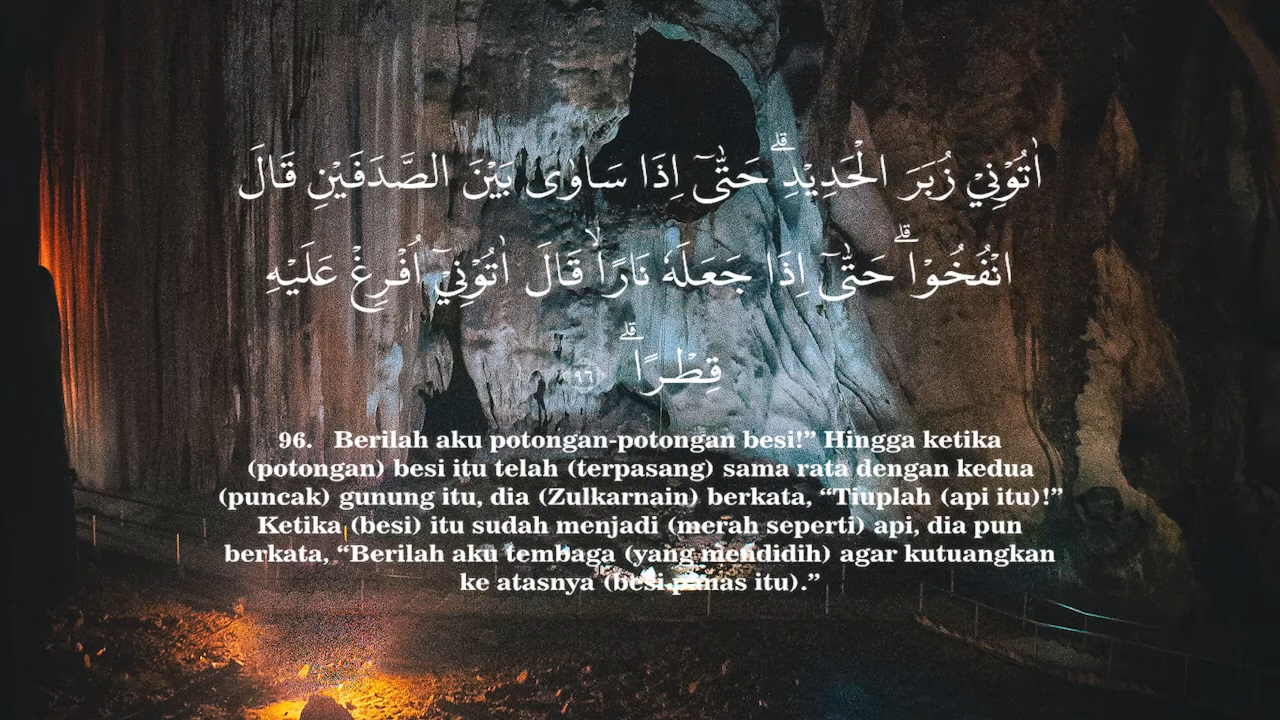 اٰتُوْنِيْ زُبَرَ الْحَدِيْدِۗ حَتّٰىٓ اِذَا سَاوٰى بَيْنَ الصَّدَفَيْنِ قَالَ
انْفُخُوْاۗ حَتّٰىٓ اِذَا جَعَلَهٗ نَارًاۙ قَالَ اٰتُوْنِيْٓ اُفْرِغْ عَلَيْهِ
قِطْرًاۗ ٩٦
96. Berilah aku potongan-potongan besi!” Hingga ketika
(potongan) besi itu telah (terpasang) sama rata dengan kedua
(puncak) gunung itu, dia (Zulkarnain) berkata, “Tiuplah (api itu)!”
Ketika (besi) itu sudah menjadi (merah seperti) api, dia pun
berkata, “Berilah aku tembaga (yang mendidih) agar kutuangkan
ke atasnya (besi panas itu).”